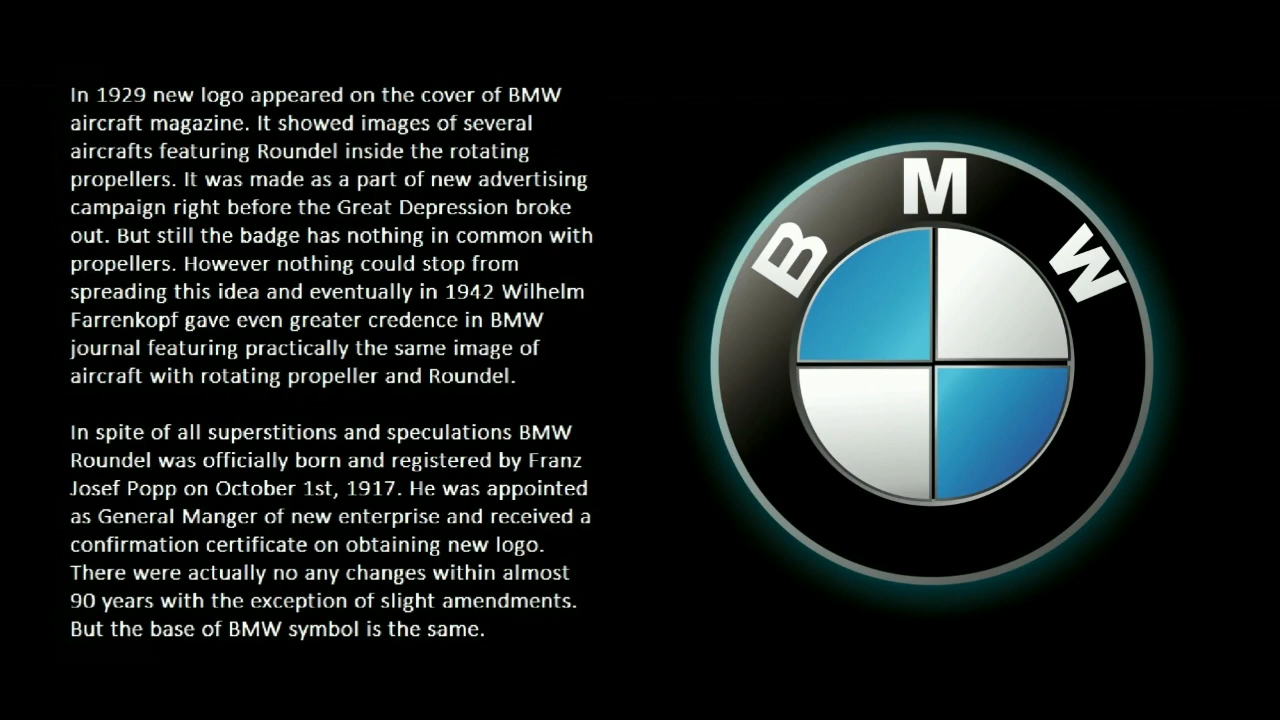 In 1929 new logo appeared on the cover of BMW
aircraft magazine. It showed images of several
aircrafts featuring Roundel inside the rotating
propellers. It was made as a part of new advertising
campaign right before the Great Depression broke
out. But still the badge has nothing in common with
propellers. However nothing could stop from
spreading this idea and eventually in 1942 Wilhelm
Farrenkopf gave even greater credence in BMW
journal featuring practically the same image of
aircraft with rotating propeller and Roundel.
In spite of all superstitions and speculations BMW
Roundel was officially born and registered by Franz
Josef Popp on October 1st, 1917. He was appointed
as General Manger of new enterprise and received a
confirmation certificate on obtaining new logo.
There were actually no any changes within almost
90 years with the exception of slight amendments.
But the base of BMW symbol is the same.
BMW